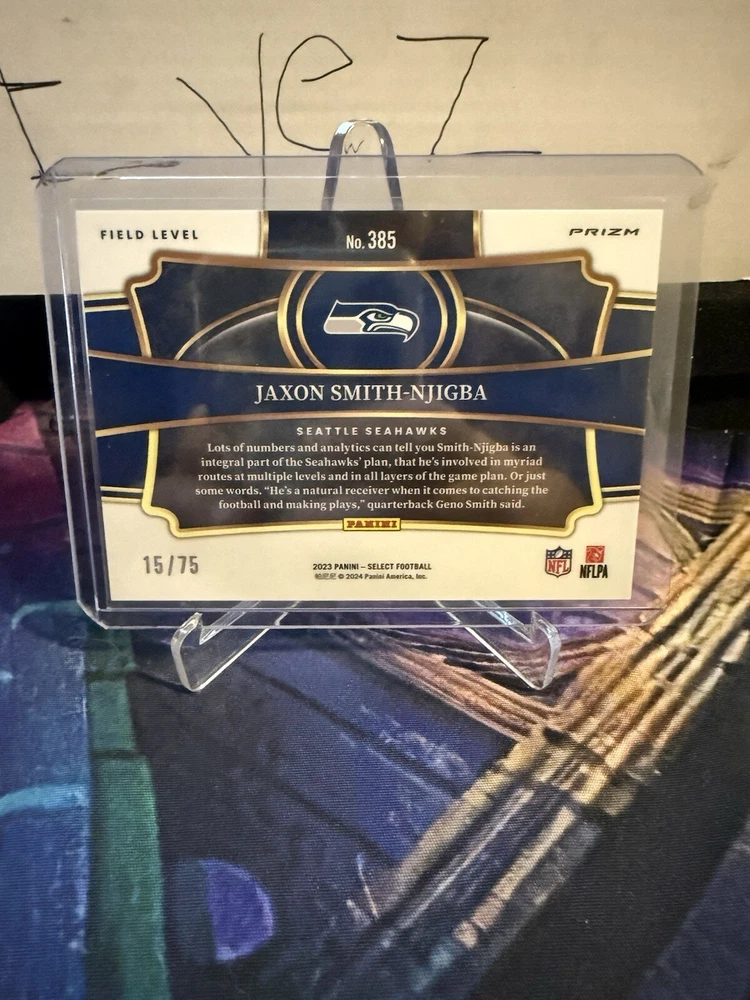 ve7
FIELD LEVEL
No. 385
PRIZM
JAXON SMITH-NJIGBA
SEATTLE SEAHAWKS
Lots of numbers and analytics can tell you Smith-Njigba is an
integral part of the Seahawks' plan, that he's involved in myriad
routes at multiple levels and in all layers of the game plan. Or just
some words. "He's a natural receiver when it comes to catching the
football and making plays," quarterback Geno Smith said.
PANINI
15/75
2023 PANINI – SELECT FOOTBALL
© 2024 Panini America, Inc.
NFL
NFLPA